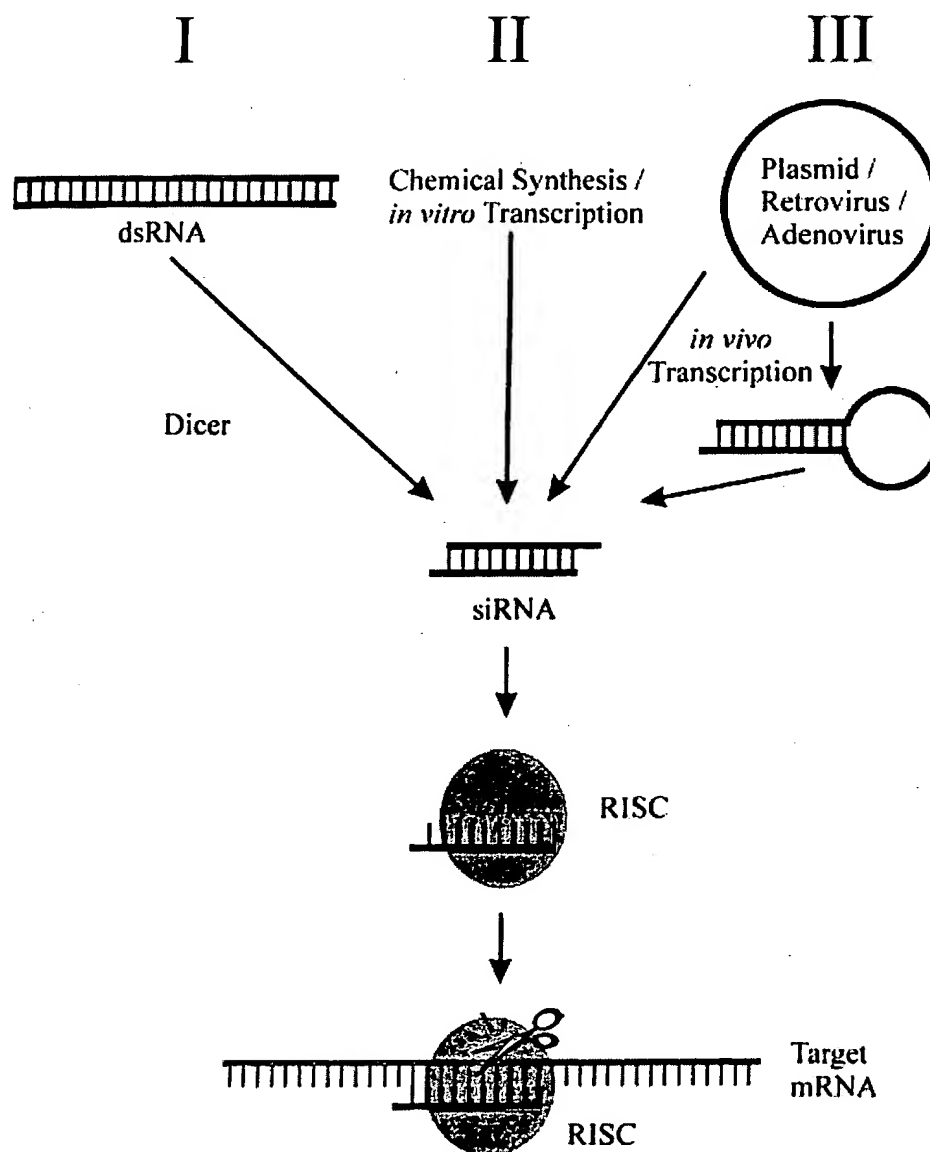 I
II
III
dsRNA
Chemical Synthesis /
in vitro Transcription
Plasmid /
Retrovirus /
Adenovirus
in vivo
Transcription
Dicer
siRNA
RISC
Target
mRNA
RISC